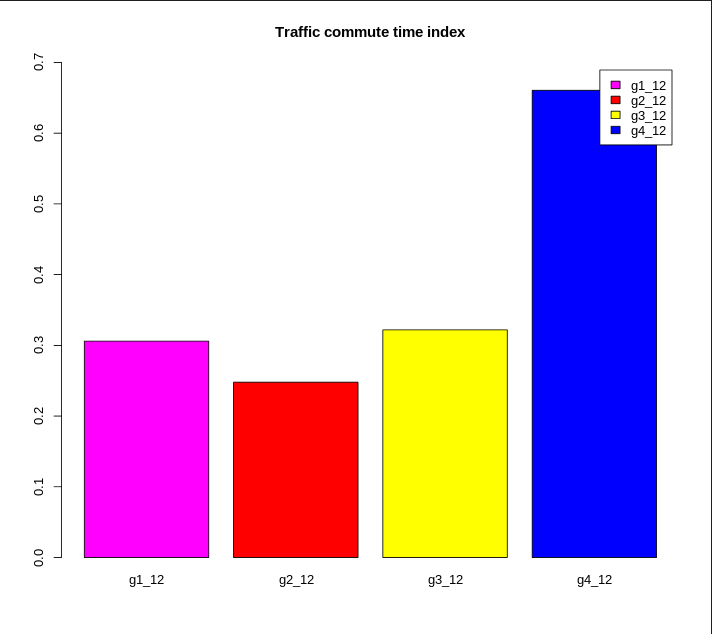 Traffic commute time index
0.7
0.6
0.5
0.4
0.3
0.2
0.1
0.0
g1_12
g2_12
g3_12
g4_12
g1_12
g2_12
g3_12
g4_12